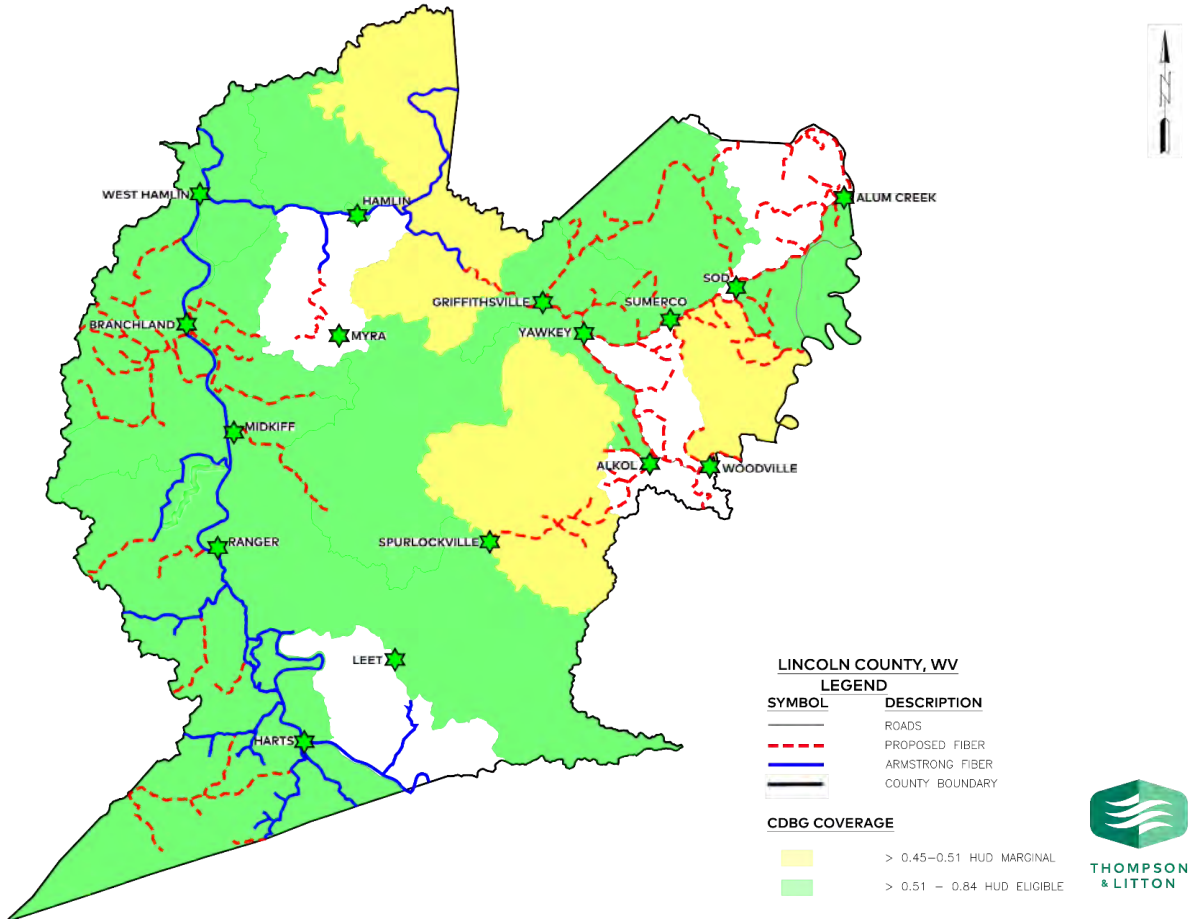 N
WEST HAMLIN
HAMLIN
ALUM CREEK
SOD
GRIFFITHSVILLE
SUMERCO
BRANCHLAND
YAWKEY
MYRA
MIDKIFF
ALKOL
WOODVILLE
RANGER
SPURLOCKVILLE
LEET
HARTS
LINCOLN COUNTY, WV
LEGEND
SYMBOL DESCRIPTION
ROADS
PROPOSED FIBER
ARMSTRONG FIBER
COUNTY BOUNDARY
CDBG COVERAGE
> 0.45-0.51 HUD MARGINAL
> 0.51 - 0.84 HUD ELIGIBLE
THOMPSON
& LITTON